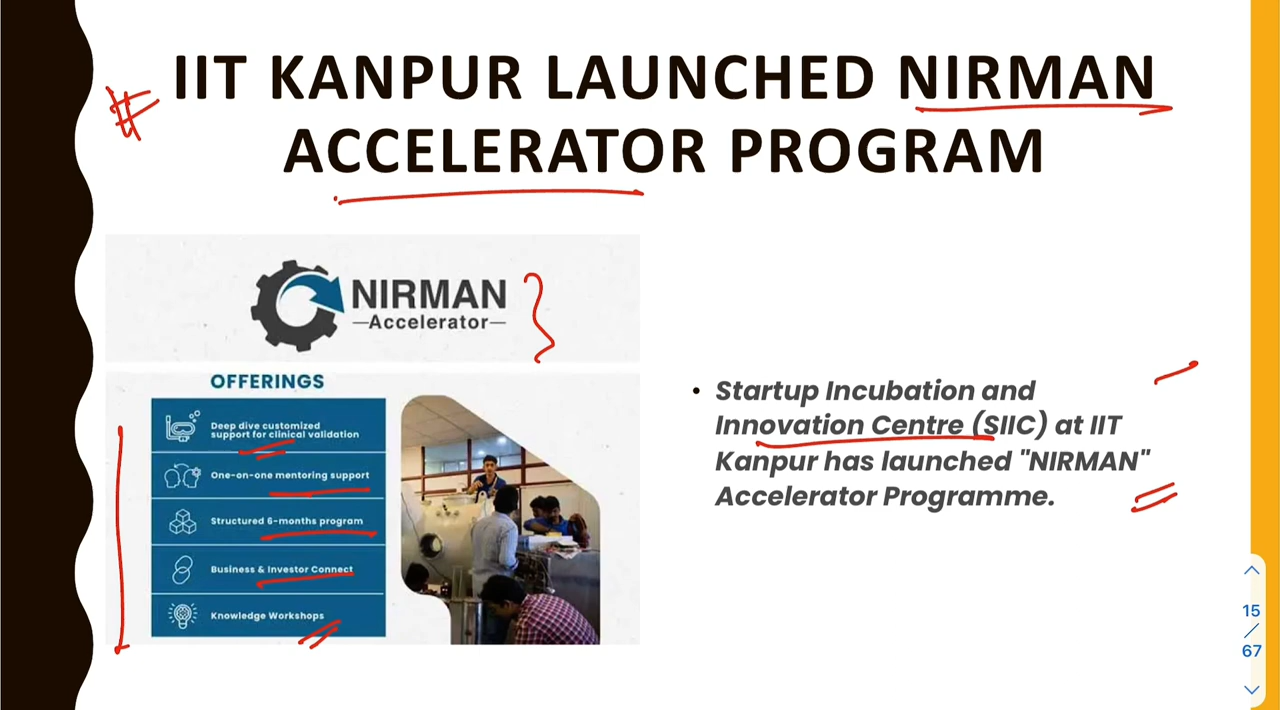 IIT KANPUR LAUNCHED NIRMAN
ACCELERATOR PROGRAM
NIRMAN
—Accelerator—
OFFERINGS
Deep dive customized
support for clinical validation
One-on-one mentoring support
Structured 6-months program
Business & Investor Connect
Knowledge Workshops
• Startup Incubation and
Innovation Centre (SIIC) at IIT
Kanpur has launched "NIRMAN"
Accelerator Programme.
15
/
67